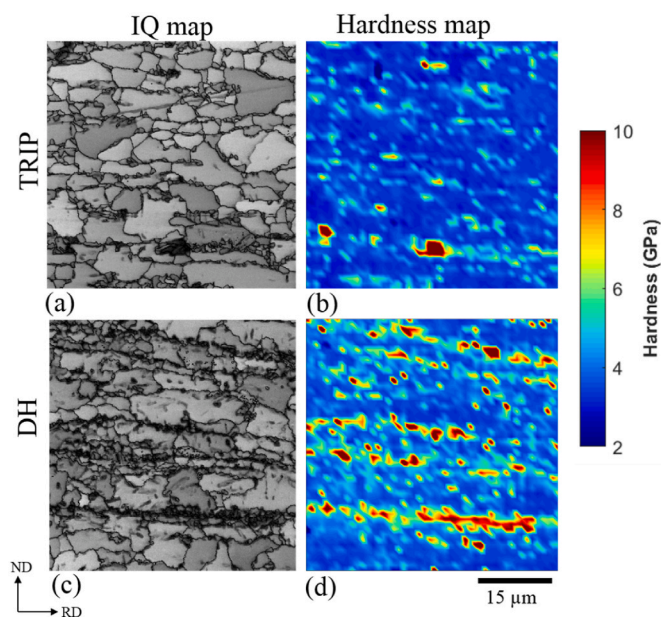 IQ map
Hardness map
TRIP
(a)
(b)
DH
(c)
(d)
10
8
6
4
2
Hardness (GPa)
ND
RD
15 µm